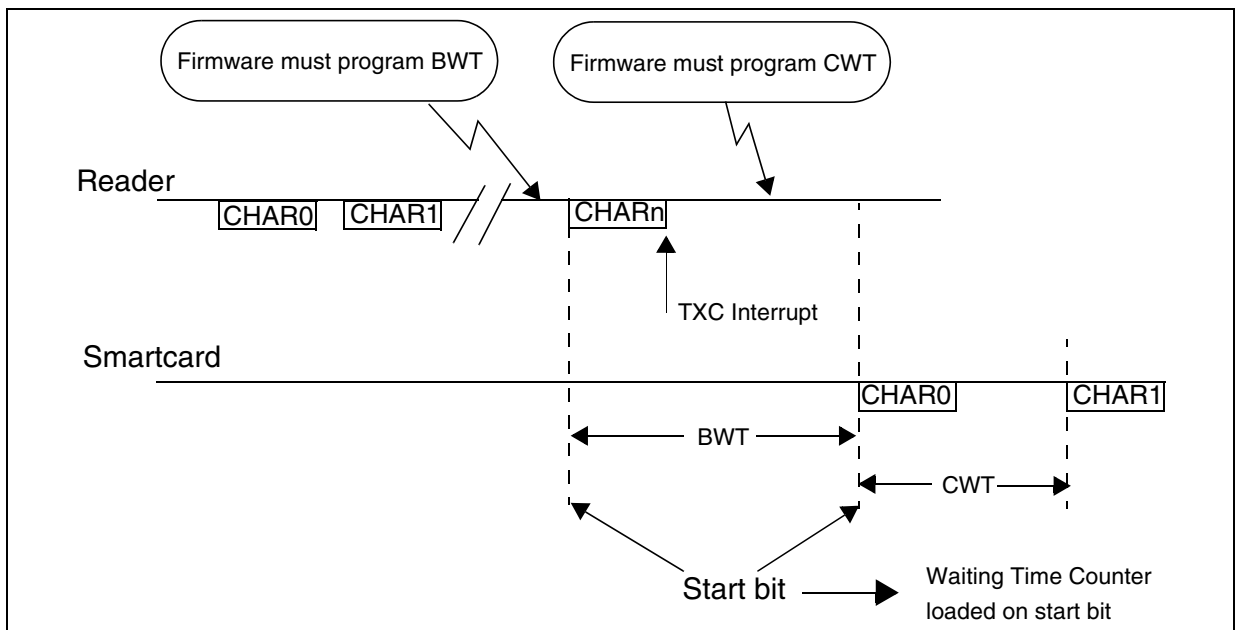 Firmware must program BWT
Firmware must program CWT
Reader
CHAR0
CHAR1
CHARn
TXC Interrupt
Smartcard
CHAR0
CHAR1
BWT
CWT
Start bit
Waiting Time Counter
loaded on start bit